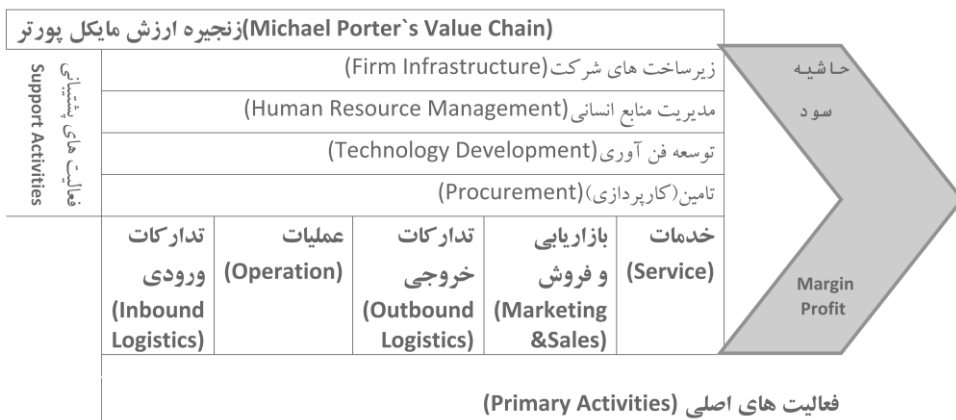 زنجیره ارزش مایکل پورتر(Michael Porter`s Value Chain)
فعالیت های پشتیبانی
Support Activities
زیرساخت های شرکت(Firm Infrastructure)
مدیریت منابع انسانی(Human Resource Management)
توسعه فن آوری(Technology Development)
تامین(کارپردازی)(Procurement)
حاشیه
سود
Margin
Profit
تدارکات
ورودی
(Inbound
Logistics)
عملیات
(Operation)
تدارکات
خروجی
(Outbound
Logistics)
بازاریابی
و فروش
(Marketing
&Sales)
خدمات
(Service)
فعالیت های اصلی (Primary Activities)